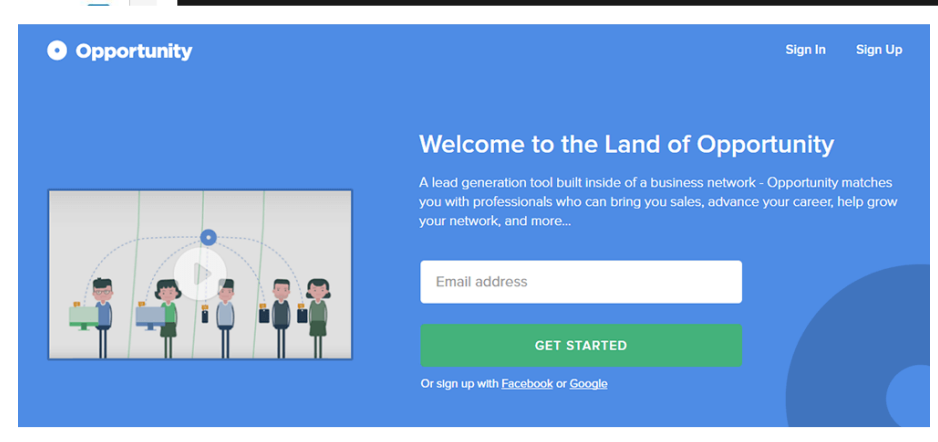 Opportunity
Sign In
Sign Up
Welcome to the Land of Opportunity
A lead generation tool built inside of a business network - Opportunity matches
you with professionals who can bring you sales, advance your career, help grow
your network, and more...
Email address
GET STARTED
Or sign up with Facebook or Google